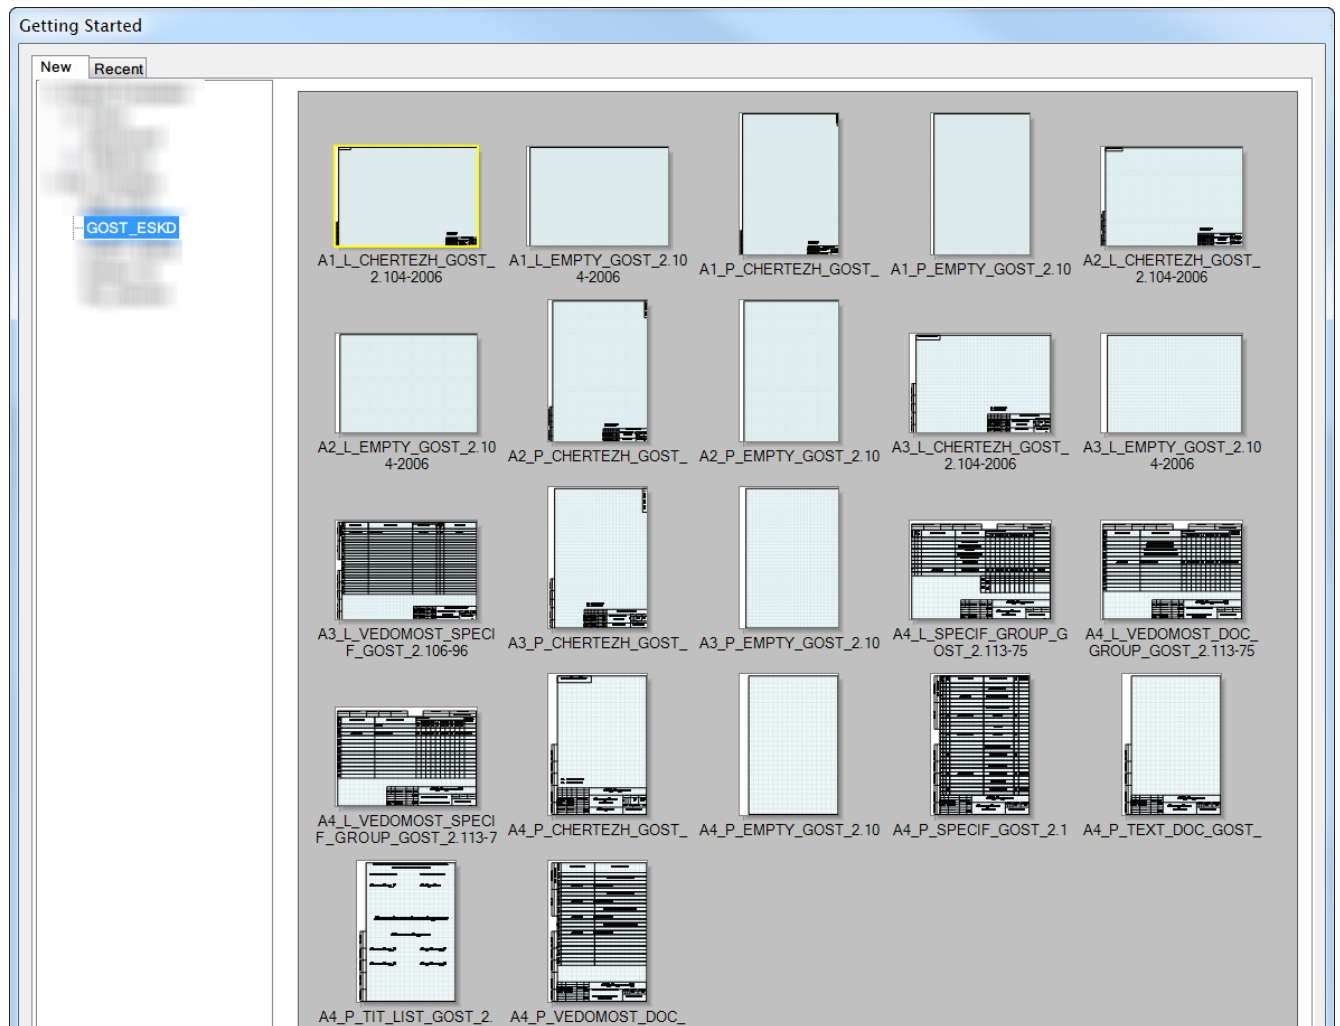 Getting Started
New
Recent
GOST_ESKD
A1_L_CHERTEZH_GOST_
2.104-2006
A1_L_EMPTY_GOST_2.10
4-2006
A1_P_CHERTEZH_GOST_
A1_P_EMPTY_GOST_2.10
A2_L_CHERTEZH_GOST_
2.104-2006
A2_L_EMPTY_GOST_2.10
4-2006
A2_P_CHERTEZH_GOST_
A2_P_EMPTY_GOST_2.10
A3_L_CHERTEZH_GOST_
2.104-2006
A3_L_EMPTY_GOST_2.10
4-2006
A3_L_VEDOMOST_SPECI
F_GOST_2.106-96
A3_P_CHERTEZH_GOST_
A3_P_EMPTY_GOST_2.10
A4_L_SPECIF_GROUP_G
OST_2.113-75
A4_L_VEDOMOST_DOC_
GROUP_GOST_2.113-75
A4_L_VEDOMOST_SPECI
F_GROUP_GOST_2.113-7
A4_P_CHERTEZH_GOST_
A4_P_EMPTY_GOST_2.10
A4_P_SPECIF_GOST_2.1
A4_P_TEXT_DOC_GOST_
A4_P_TIT_LIST_GOST_2.
A4_P_VEDOMOST_DOC_